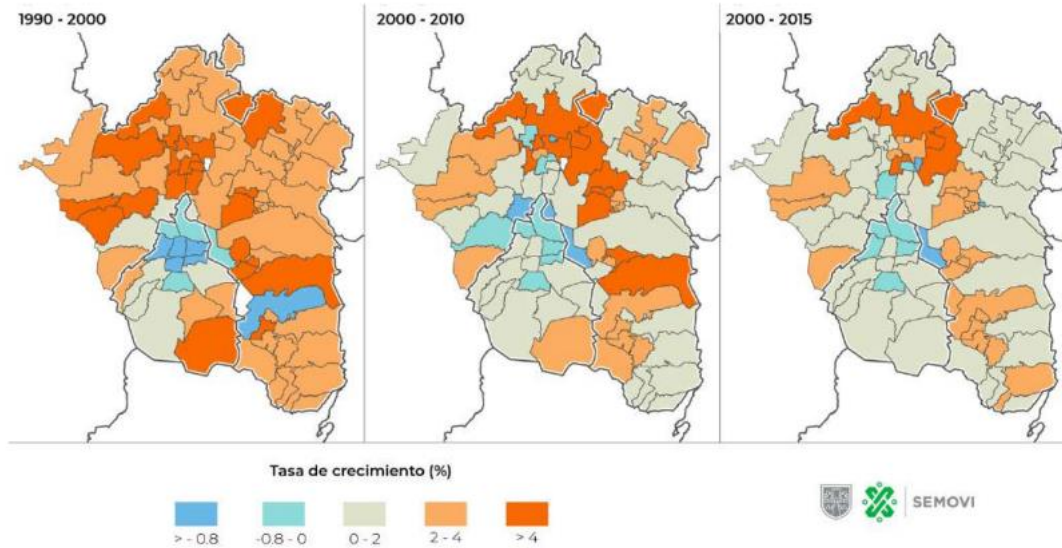 1990 - 2000
2000 - 2010
2000 - 2015
Tasa de crecimiento (%)
> - 0.8
-0.8 - 0
0 - 2
2 - 4
> 4
SEMOVI